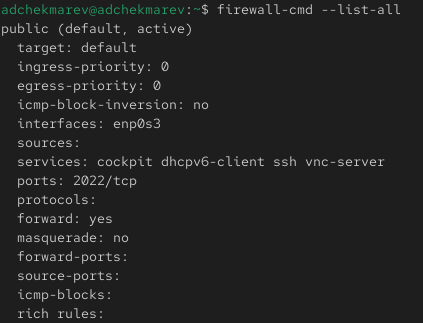 adchekmarev@adchekmarev:~$ firewall-cmd --list-all
public (default, active)
  target: default
  ingress-priority: 0
  egress-priority: 0
  icmp-block-inversion: no
  interfaces: enp0s3
  sources:
  services: cockpit dhcpv6-client ssh vnc-server
  ports: 2022/tcp
  protocols:
  forward: yes
  masquerade: no
  forward-ports:
  source-ports:
  icmp-blocks:
  rich rules: